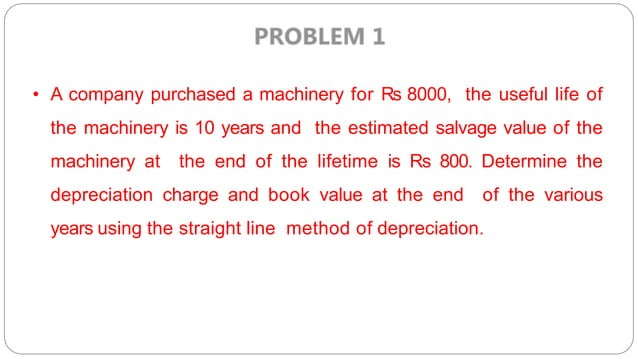 PROBLEM 1
• A company purchased a machinery for Rs 8000, the useful life of
the machinery is 10 years and the estimated salvage value of the
machinery at the end of the lifetime is Rs 800. Determine the
depreciation charge and book value at the end of the various
years using the straight line method of depreciation.